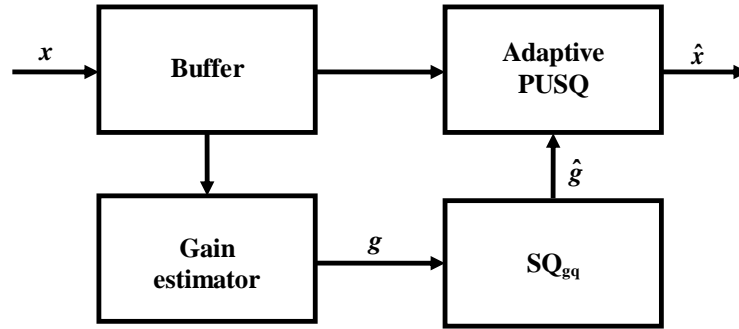 x
Buffer
Adaptive
PUSQ
x̂
ĝ
Gain
estimator
g
SQgq